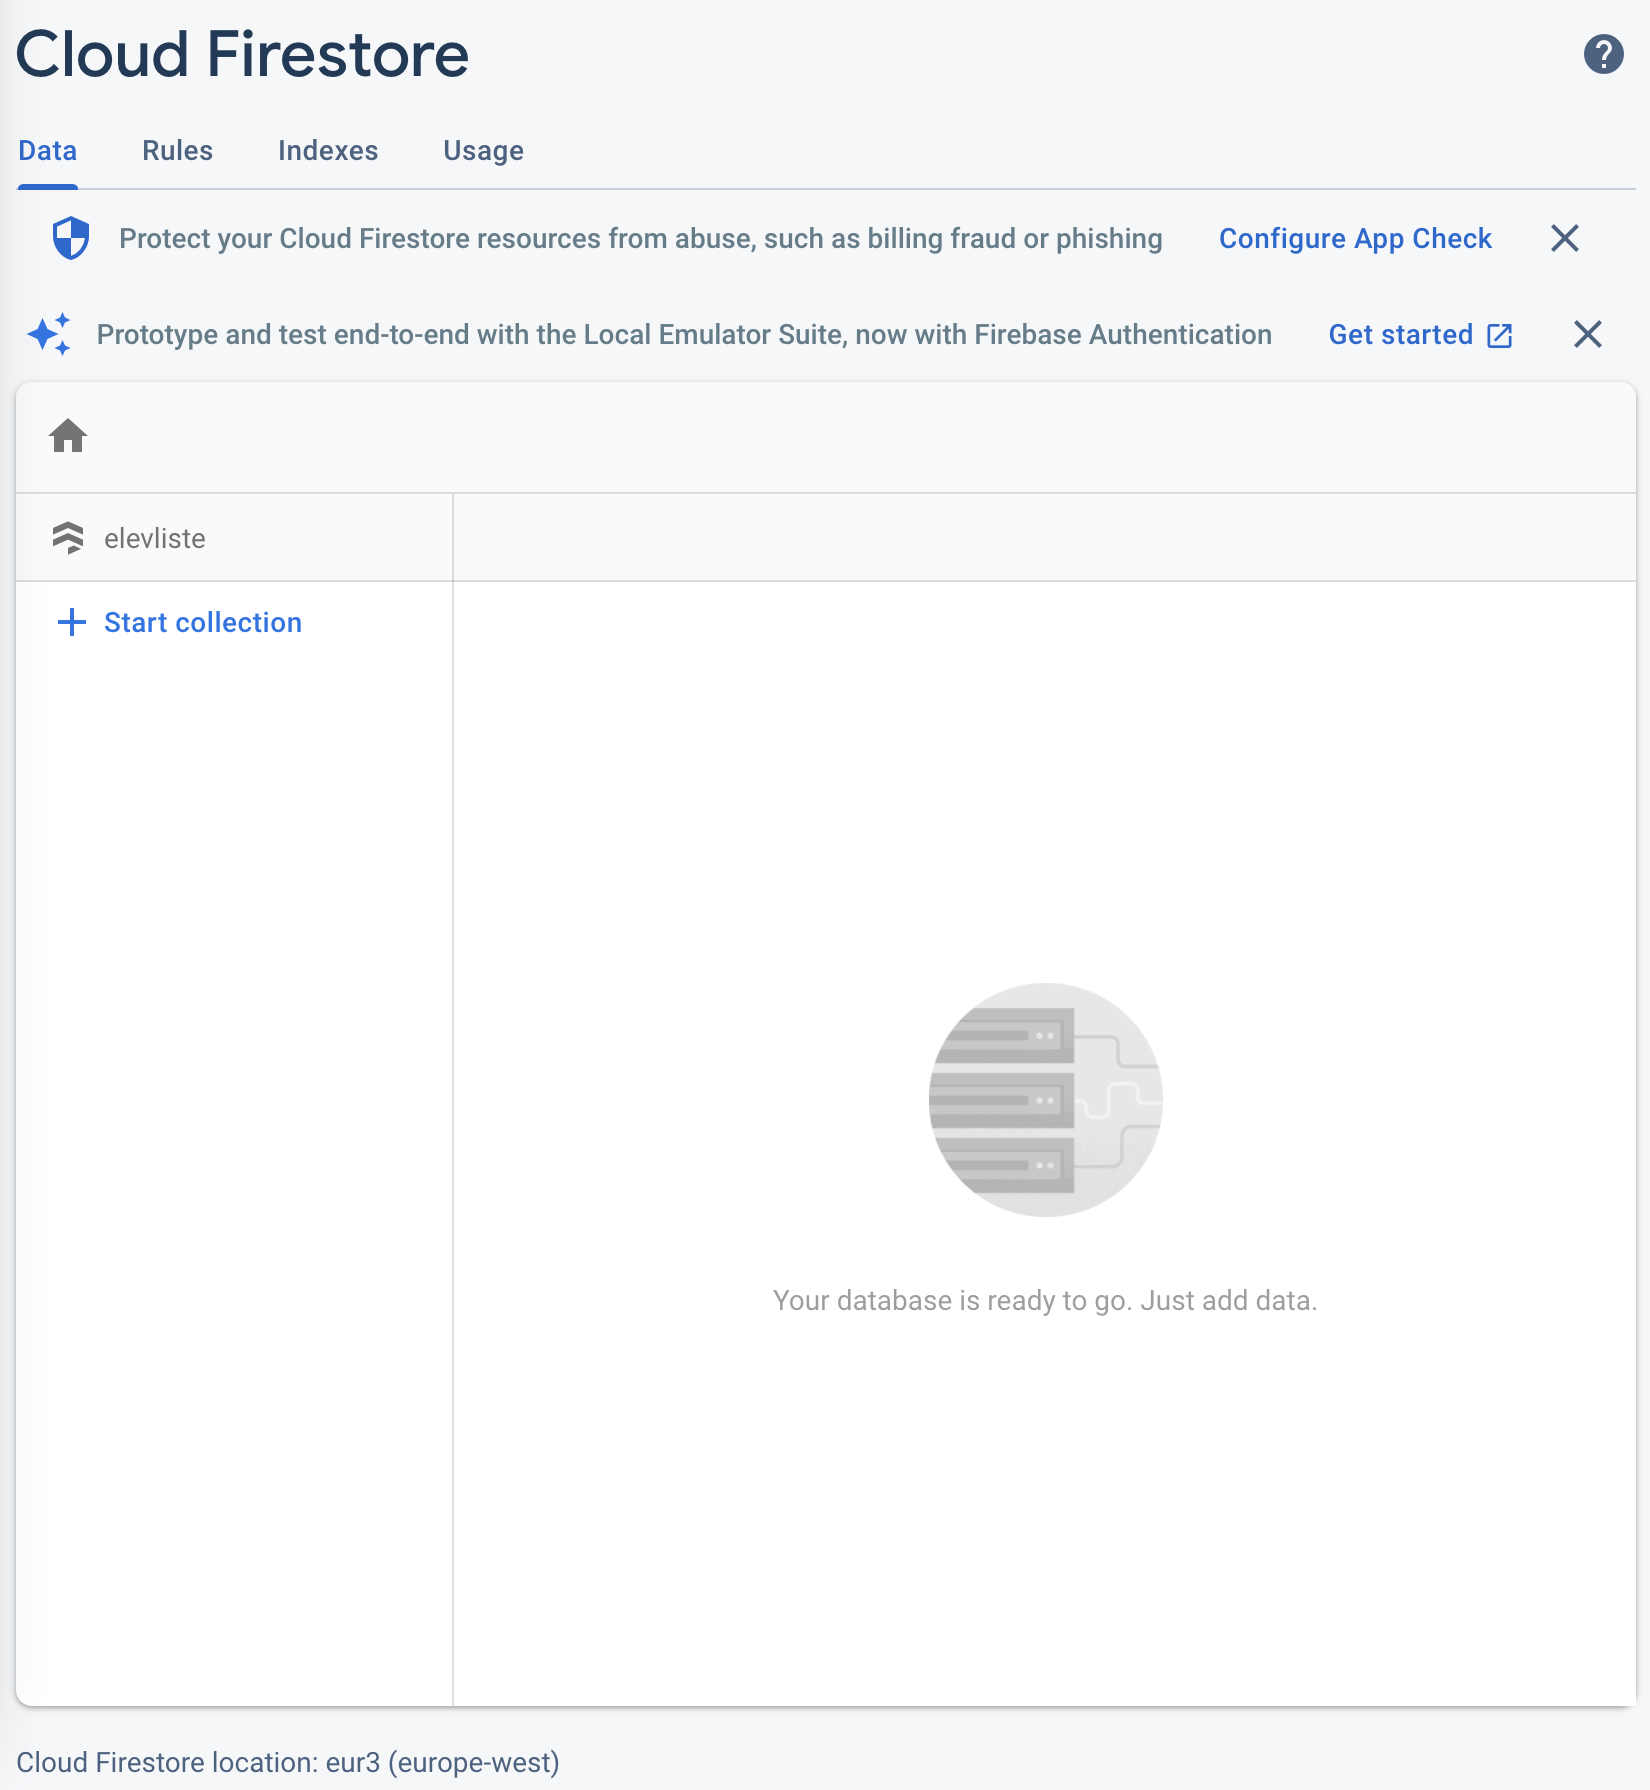 Cloud Firestore
Data Rules Indexes Usage
Protect your Cloud Firestore resources from abuse, such as billing fraud or phishing Configure App Check
Prototype and test end-to-end with the Local Emulator Suite, now with Firebase Authentication Get started
elevliste
Start collection
Your database is ready to go. Just add data.
Cloud Firestore location: eur3 (europe-west)